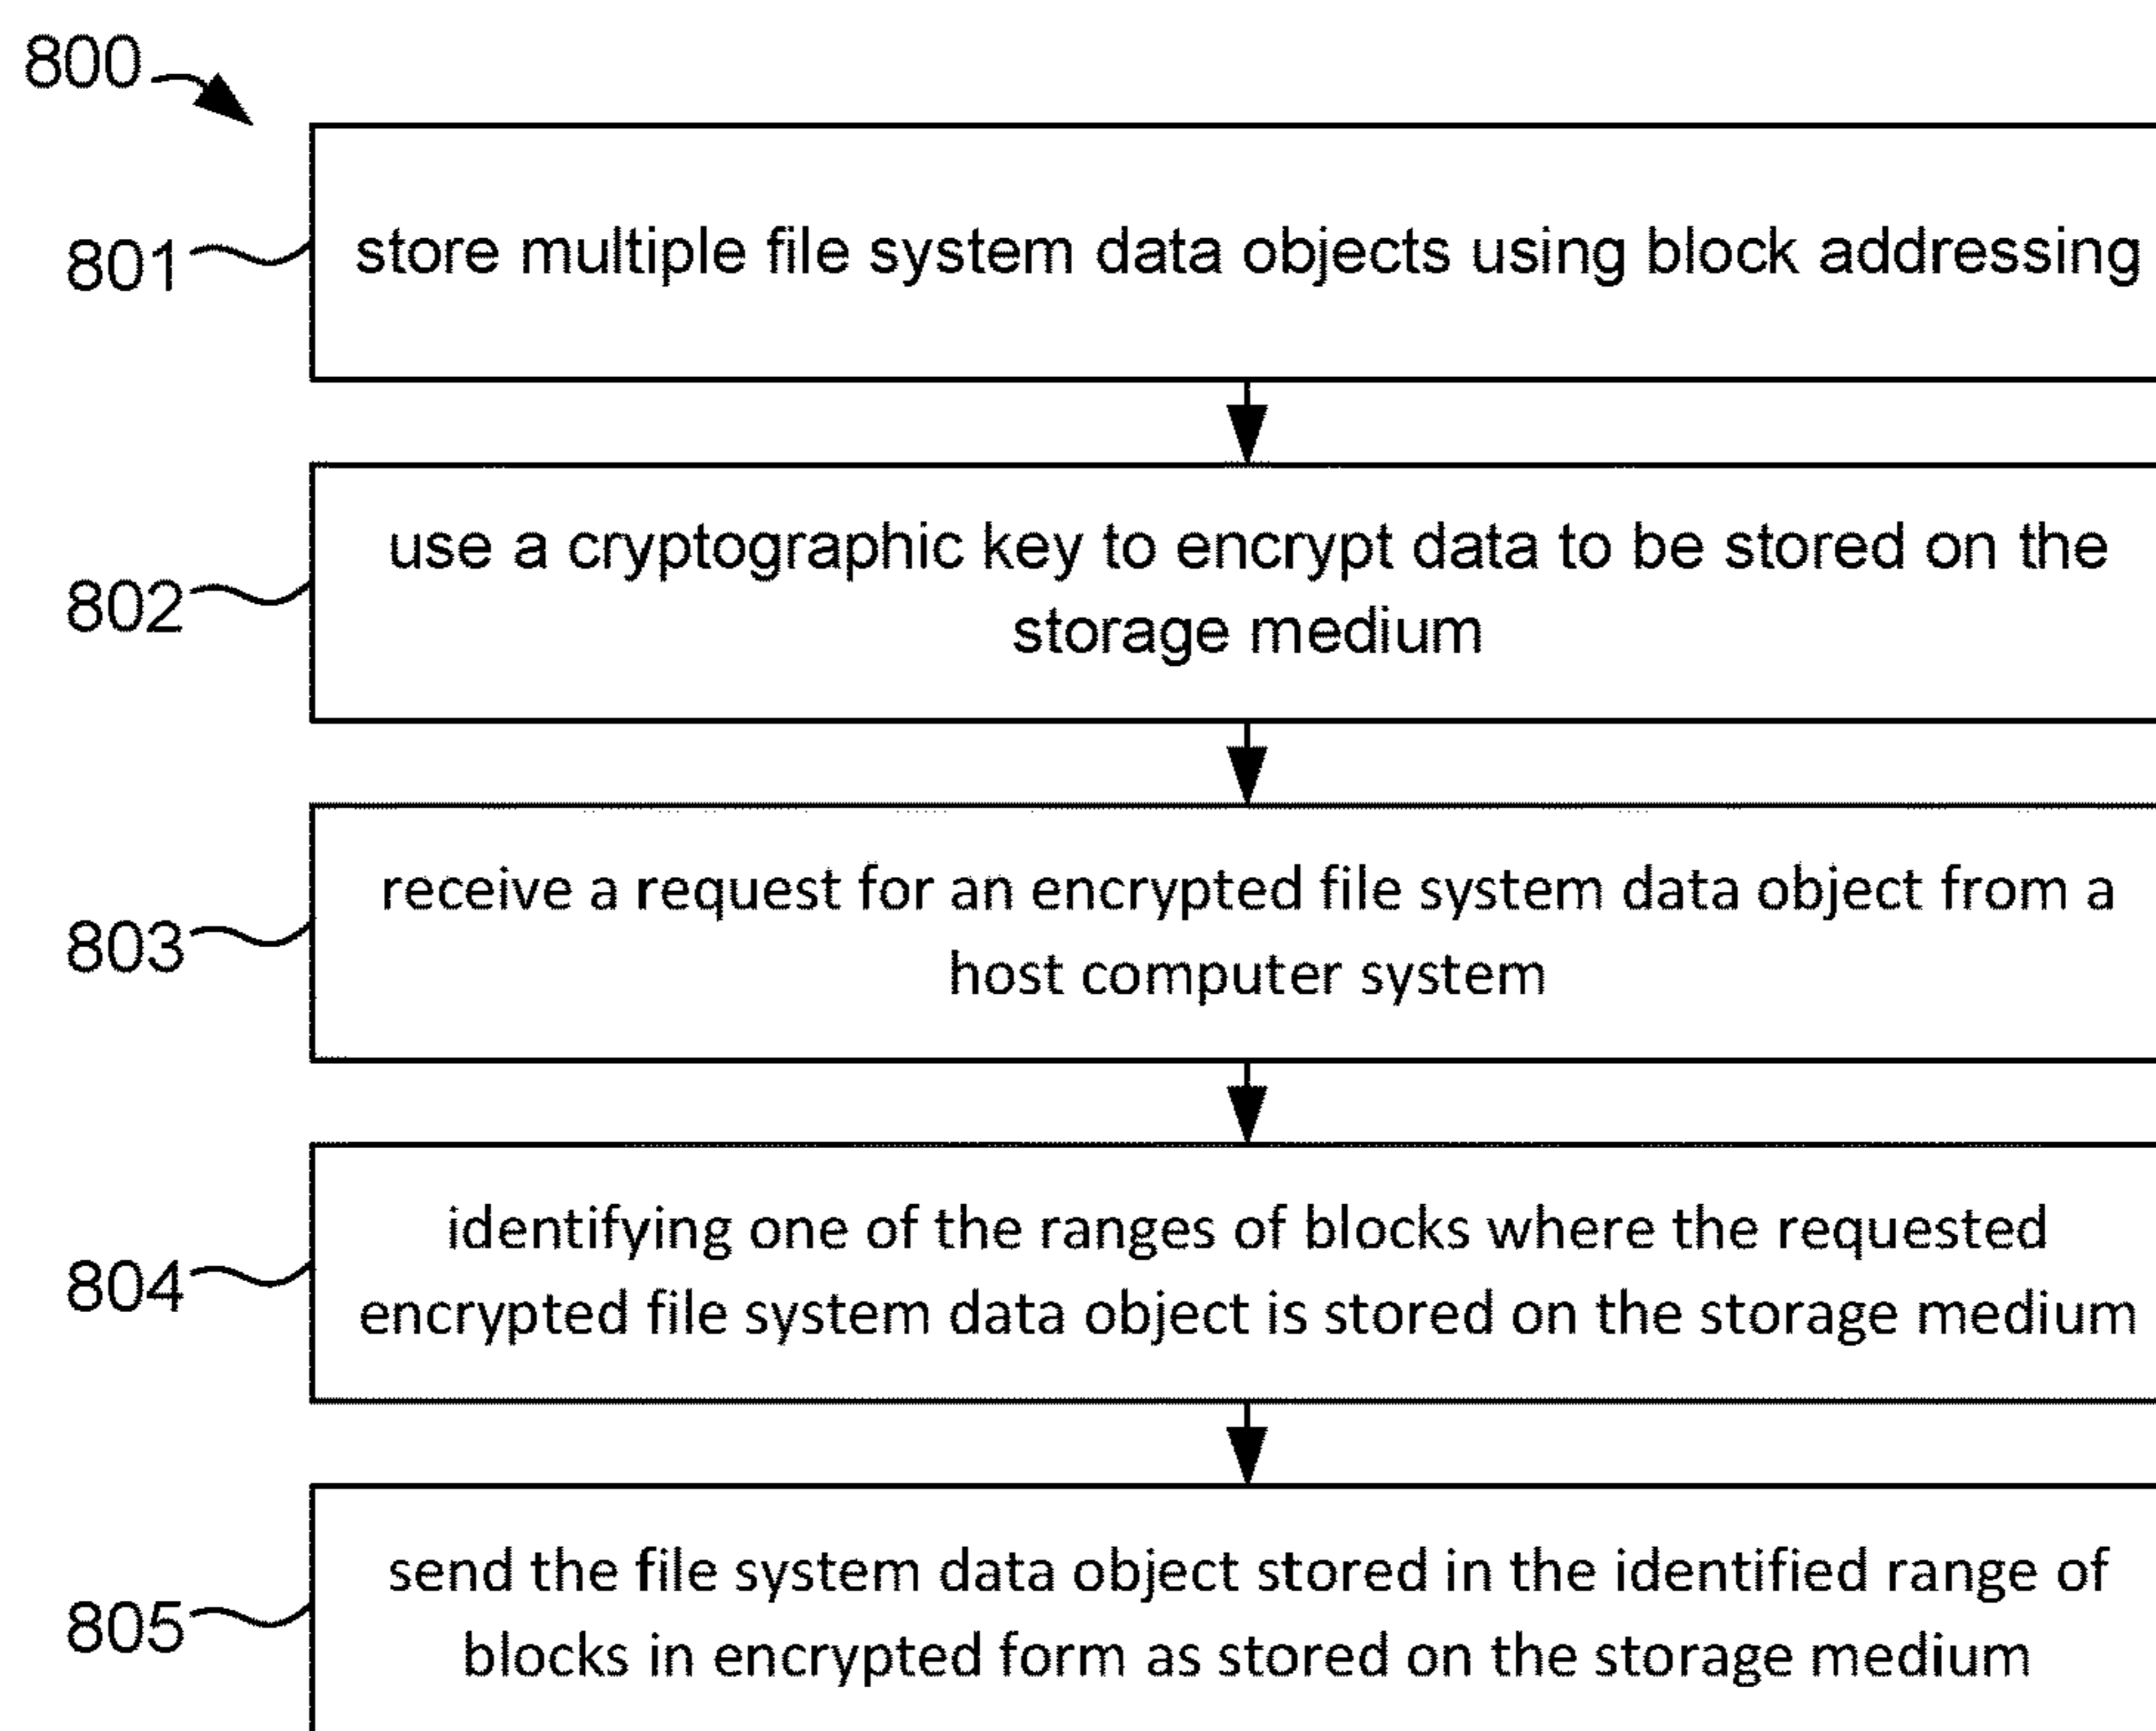 800
801
store multiple file system data objects using block addressing
802
use a cryptographic key to encrypt data to be stored on the
storage medium
803
receive a request for an encrypted file system data object from a
host computer system
804
identifying one of the ranges of blocks where the requested
encrypted file system data object is stored on the storage medium
805
send the file system data object stored in the identified range of
blocks in encrypted form as stored on the storage medium